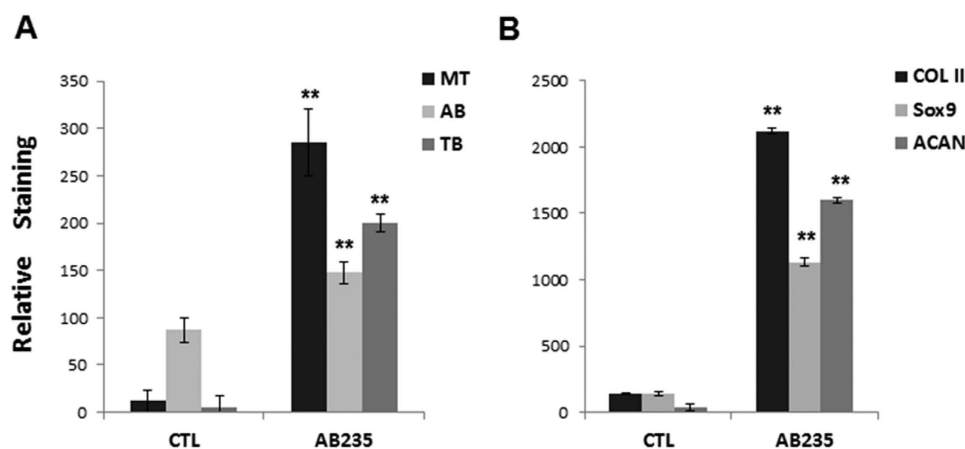 A
Relative Staining
350
300
250
200
150
100
50
0
**
**
**
CTL
AB235
MT
AB
TB
B
2500
2000
1500
1000
500
0
**
**
**
CTL
AB235
COL II
Sox9
ACAN